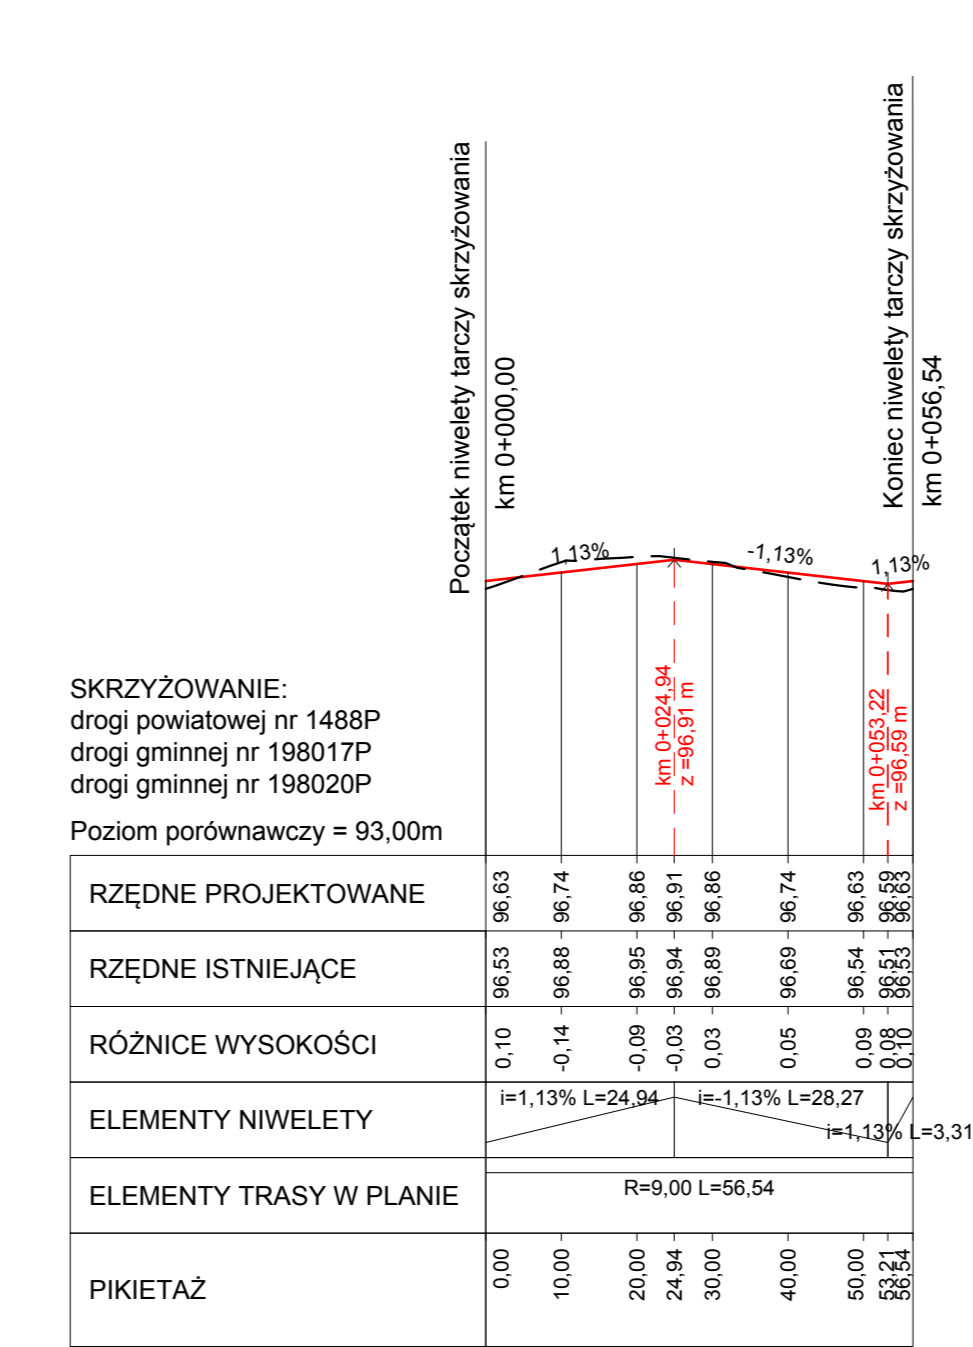 Początek niwelety tarczy skrzyżowania
km 0+000,00
Koniec niwelety tarczy skrzyżowania
km 0+056,54
1,13%
-1,13%
1,13%
km 0+024,94
z =96,91 m
km 0+053,22
z =96,59 m
SKRZYŻOWANIE:
drogi powiatowej nr 1488P
drogi gminnej nr 198017P
drogi gminnej nr 198020P
Poziom porównawczy = 93,00m
RZĘDNE PROJEKTOWANE
96,63 96,74 96,86 96,91 96,86 96,74 96,63 96,59 96,63
RZĘDNE ISTNIEJĄCE
96,53 96,88 96,95 96,94 96,89 96,69 96,54 96,51 96,53
RÓŻNICE WYSOKOŚCI
0,10 -0,14 -0,09 -0,03 0,03 0,05 0,09 0,08 0,10
ELEMENTY NIWELETY
i=1,13% L=24,94
i=-1,13% L=28,27
i=1,13% L=3,31
ELEMENTY TRASY W PLANIE
R=9,00 L=56,54
PIKIETAŻ
0,00 10,00 20,00 24,94 30,00 40,00 50,00 53,21 56,54